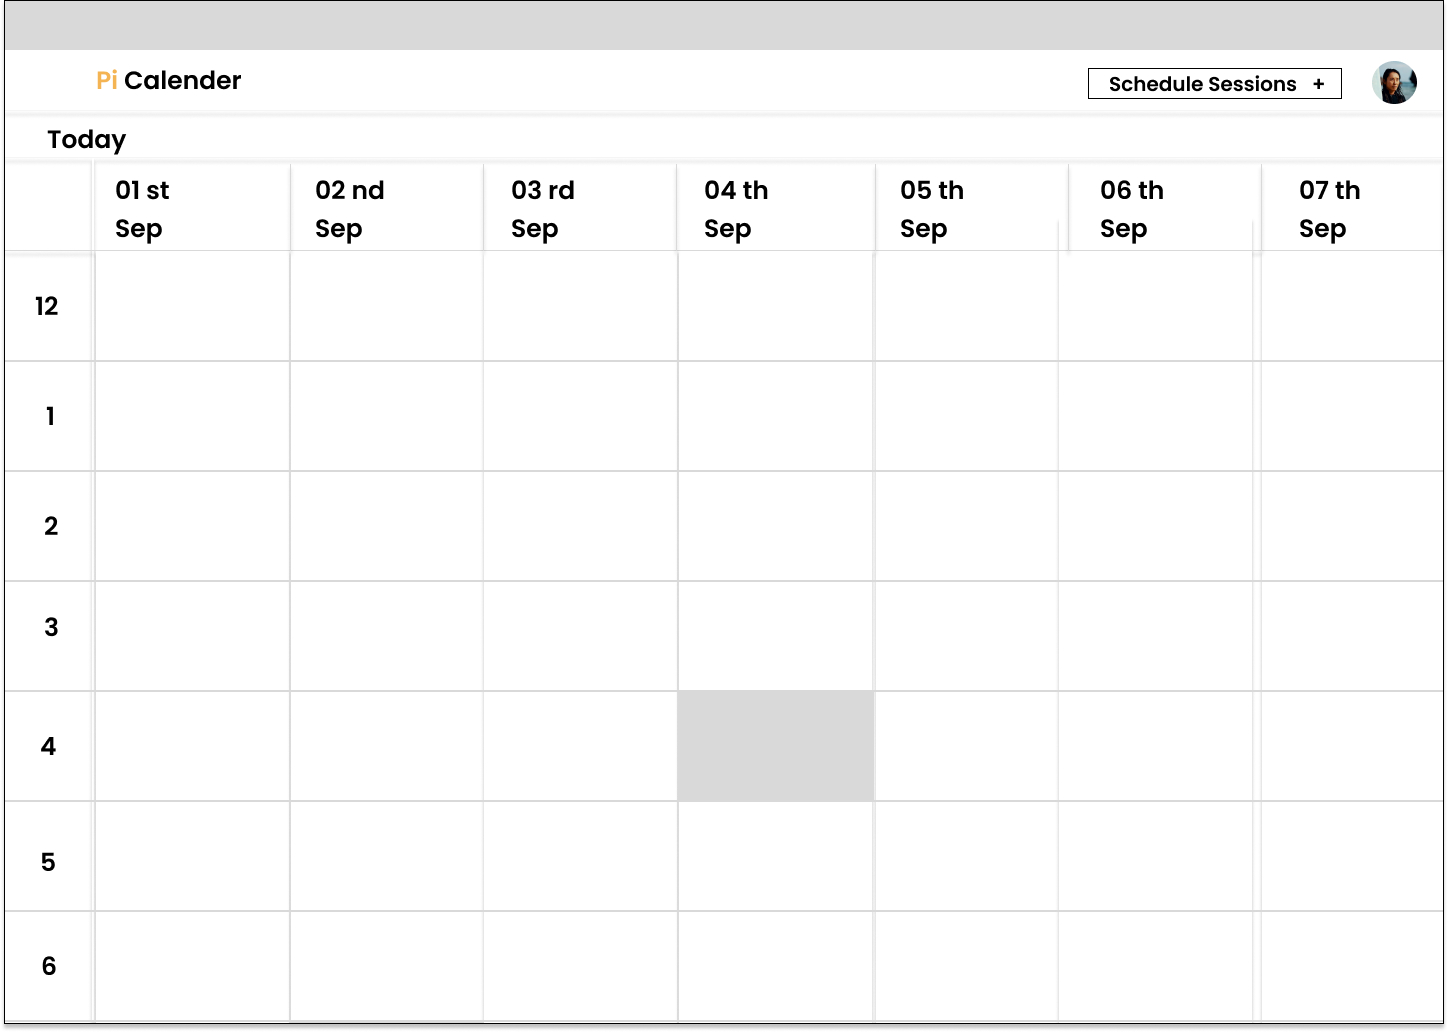 Pi Calender
Schedule Sessions +
Today
01 st
Sep
02 nd
Sep
03 rd
Sep
04 th
Sep
05 th
Sep
06 th
Sep
07 th
Sep
12
1
2
3
4
5
6